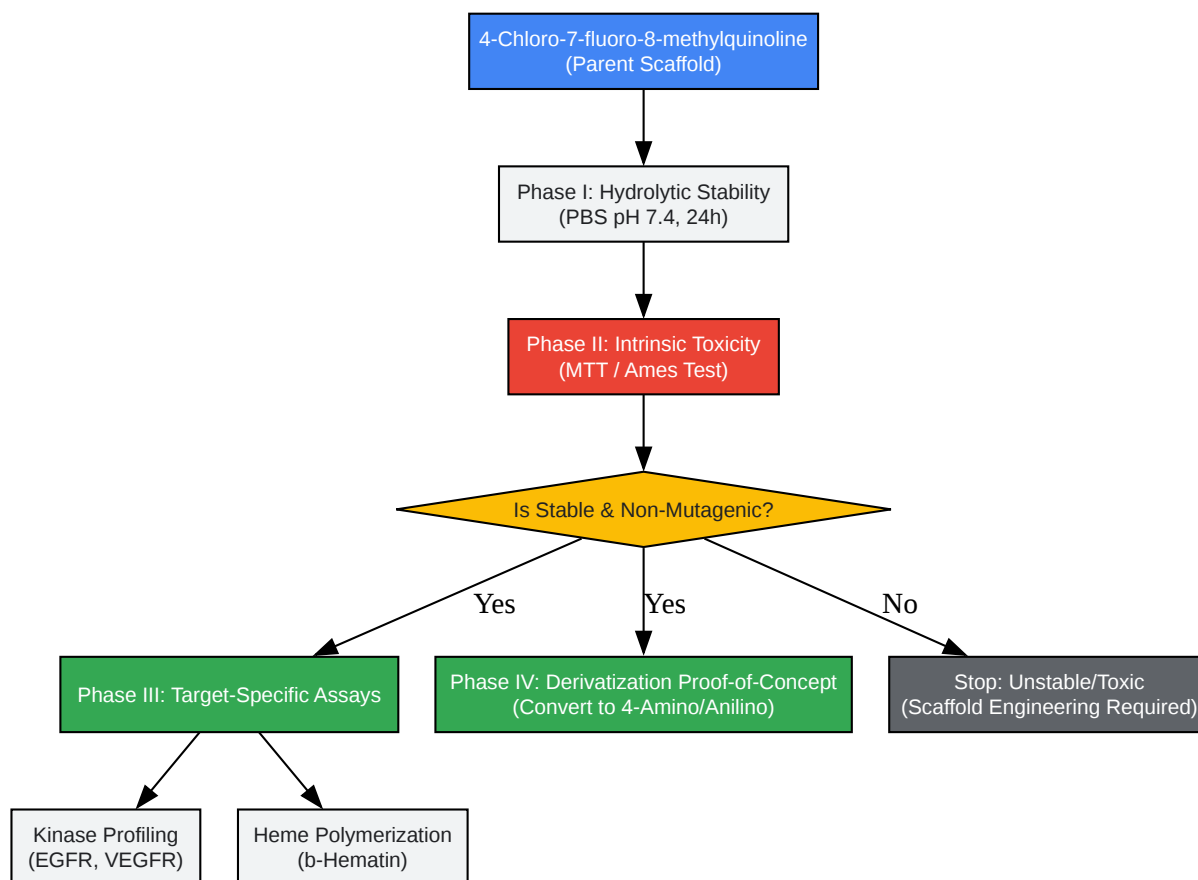 4-Chloro-7-fluoro-8-methylquinoline
(Parent Scaffold)
Phase I: Hydrolytic Stability
(PBS pH 7.4, 24h)
Phase II: Intrinsic Toxicity
(MTT / Ames Test)
Is Stable & Non-Mutagenic?
Yes
Yes
No
Phase III: Target-Specific Assays
Phase IV: Derivatization Proof-of-Concept
(Convert to 4-Amino/Anilino)
Stop: Unstable/Toxic
(Scaffold Engineering Required)
Kinase Profiling
(EGFR, VEGFR)
Heme Polymerization
(b-Hematin)